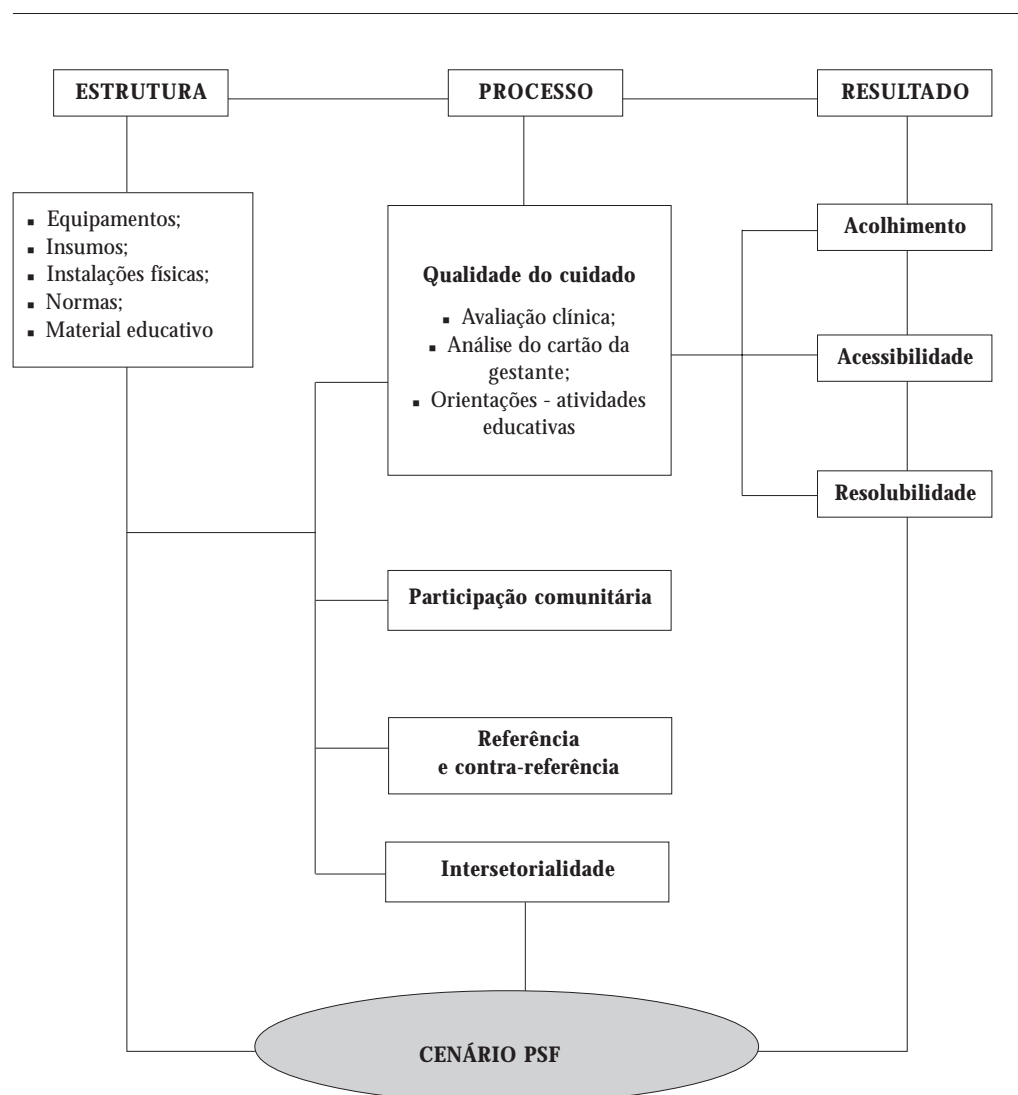 ESTRUTURA
PROCESSO
RESULTADO
▪ Equipamentos;
▪ Insumos;
▪ Instalações físicas;
▪ Normas;
▪ Material educativo
Qualidade do cuidado
▪ Avaliação clínica;
▪ Análise do cartão da
gestante;
▪ Orientações - atividades
educativas
Acolhimento
Acessibilidade
Resolubilidade
Participação comunitária
Referência
e contra-referência
Intersetorialidade
CENÁRIO PSF